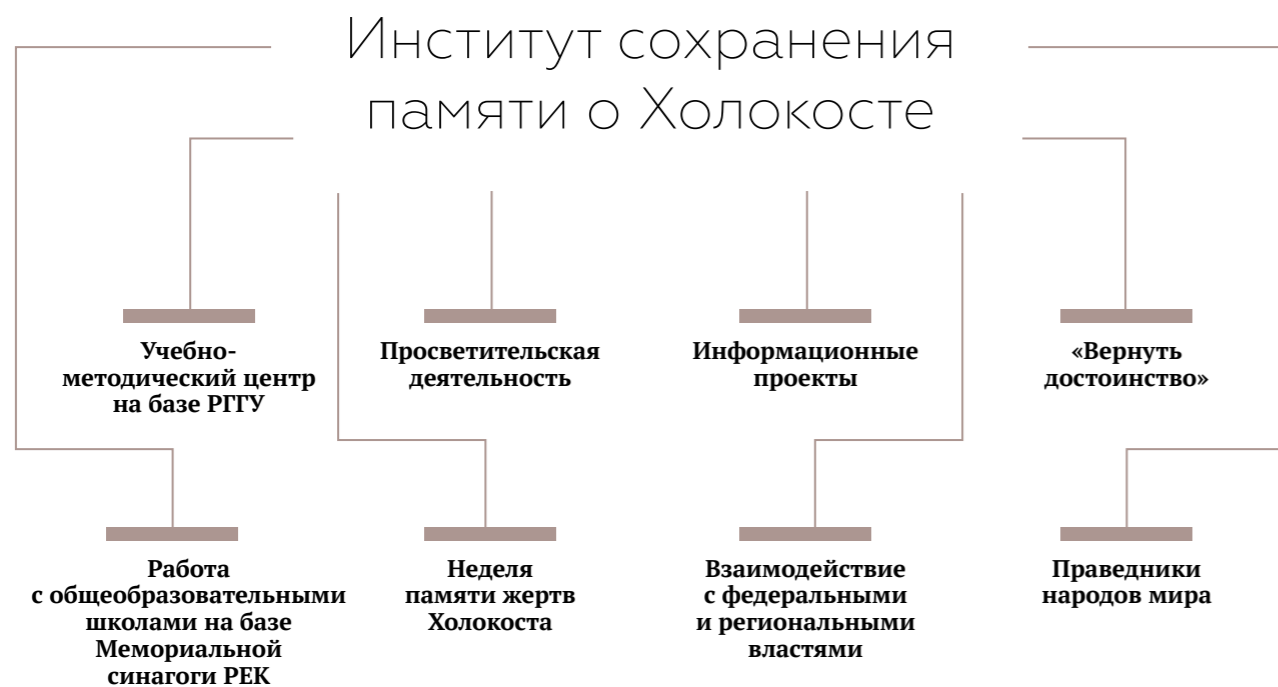 Институт сохранения
памяти о Холокосте
Учебно-
методический центр
на базе РГГУ
Просветительская
деятельность
Информационные
проекты
«Вернуть
достоинство»
Работа
с общеобразовательными
школами на базе
Мемориальной
синагоги РЕК
Неделя
памяти жертв
Холокоста
Взаимодействие
с федеральными
и региональными
властями
Праведники
народов мира